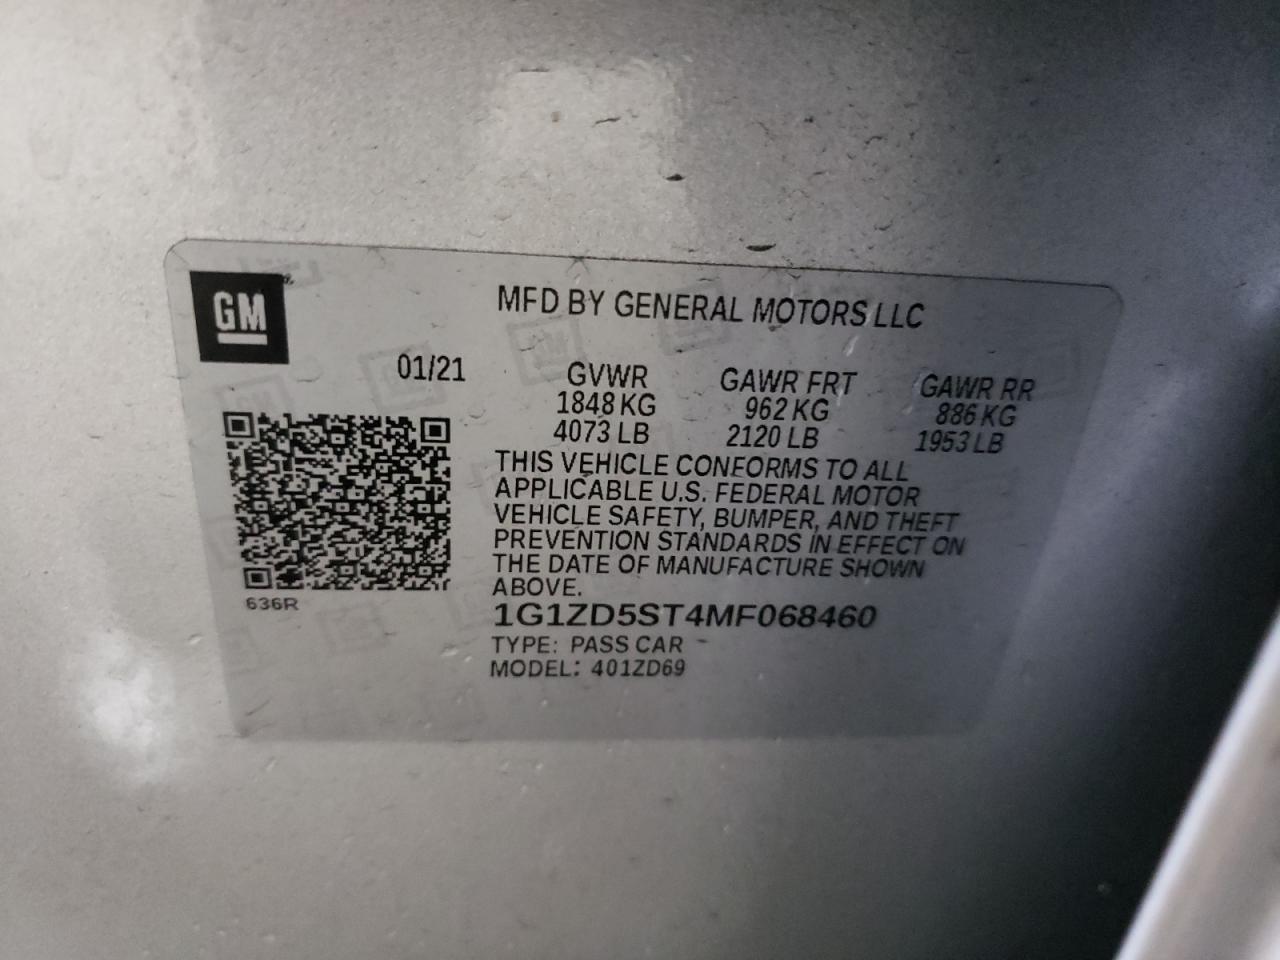 GM
MFD BY GENERAL MOTORS LLC
01/21
GVWR GAWR FRT GAWR RR
1848 KG 962 KG 886 KG
4073 LB 2120 LB 1953 LB
THIS VEHICLE CONFORMS TO ALL
APPLICABLE U.S. FEDERAL MOTOR
VEHICLE SAFETY, BUMPER, AND THEFT
PREVENTION STANDARDS IN EFFECT ON
THE DATE OF MANUFACTURE SHOWN
ABOVE.
636R
1G1ZD5ST4MF068460
TYPE: PASS CAR
MODEL: 401ZD69